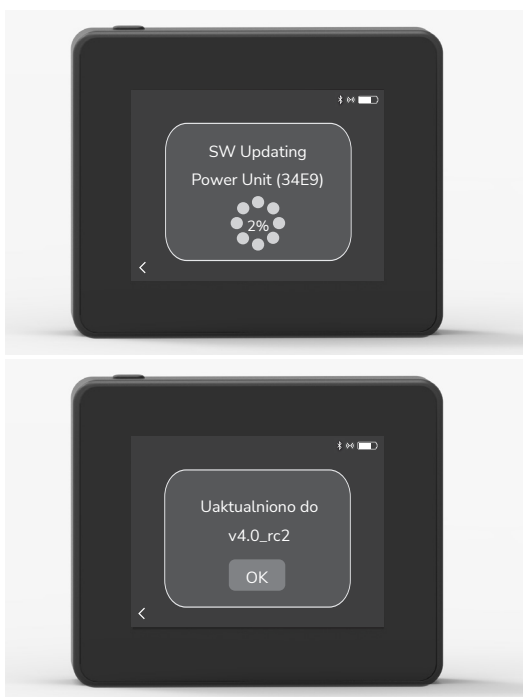 SW Updating
Power Unit (34E9)
2%
Uaktualniono do
v4.0_rc2
OK